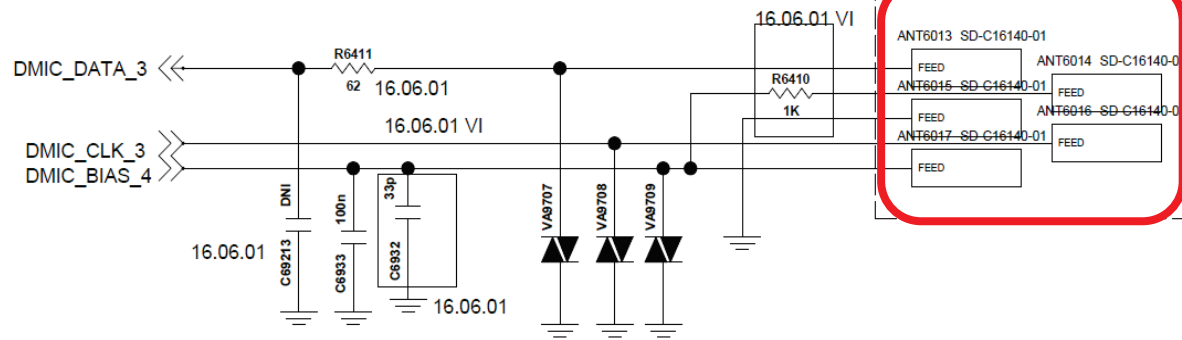 16.06.01 VI
ANT6013 SD-C16140-01
R6411
DMIC_DATA_3
FEED
ANT6014 SD-C16140-0
62
16.06.01
R6410
ANT6015 SD-C16140-01
FEED
1K
ANT6016 SD-C16140-0
FEED
16.06.01 VI
ANT6017 SD-C16140-01
FEED
DMIC_CLK_3
DMIC_BIAS_4
FEED
DNI
100n
33p
VA9707
VA9708
VA9709
16.06.01
C69213
C6933
C6932
16.06.01